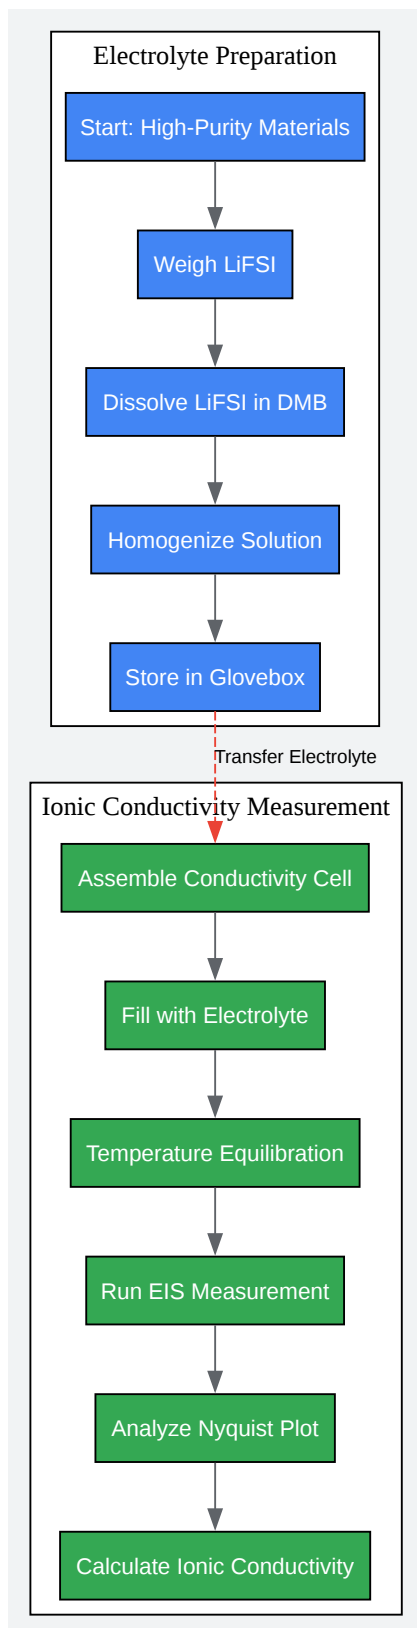 Electrolyte Preparation
Start: High-Purity Materials
Weigh LiFSI
Dissolve LiFSI in DMB
Homogenize Solution
Store in Glovebox
Transfer Electrolyte
Ionic Conductivity Measurement
Assemble Conductivity Cell
Fill with Electrolyte
Temperature Equilibration
Run EIS Measurement
Analyze Nyquist Plot
Calculate Ionic Conductivity